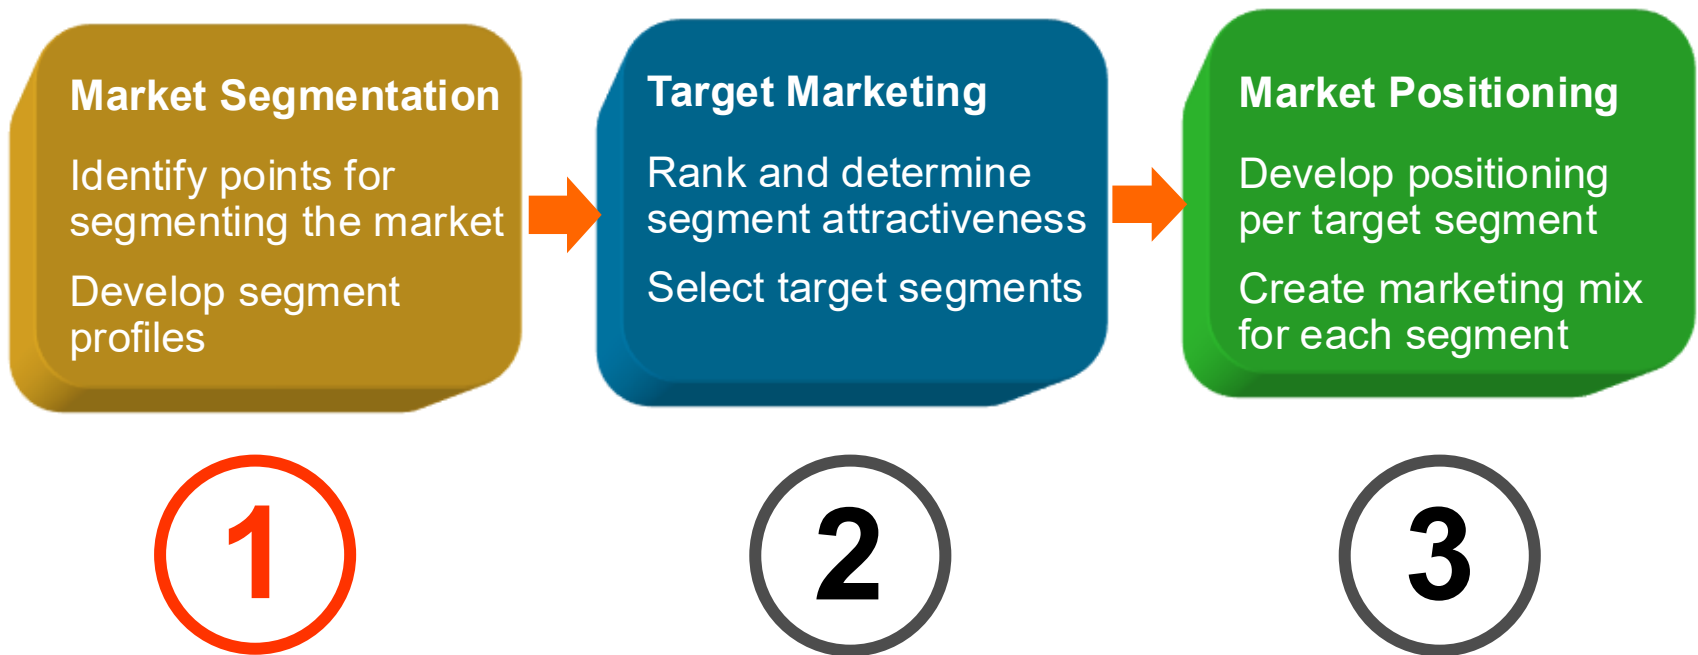 Market Segmentation
Identify points for
segmenting the market
Develop segment
profiles
Target Marketing
Rank and determine
segment attractiveness
Select target segments
Market Positioning
Develop positioning
per target segment
Create marketing mix
for each segment
1
2
3